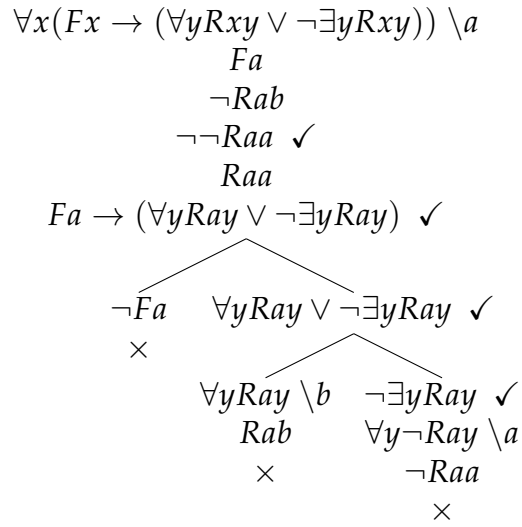 ∀x(Fx → (∀yRxy ∨ ¬∃yRxy)) \a
Fa
¬Rab
¬¬Raa ✓
Raa
Fa → (∀yRay ∨ ¬∃yRay) ✓
¬Fa ∀yRay ∨ ¬∃yRay ✓
×
∀yRay \b ¬∃yRay ✓
Rab ∀y¬Ray \a
× ¬Raa
×